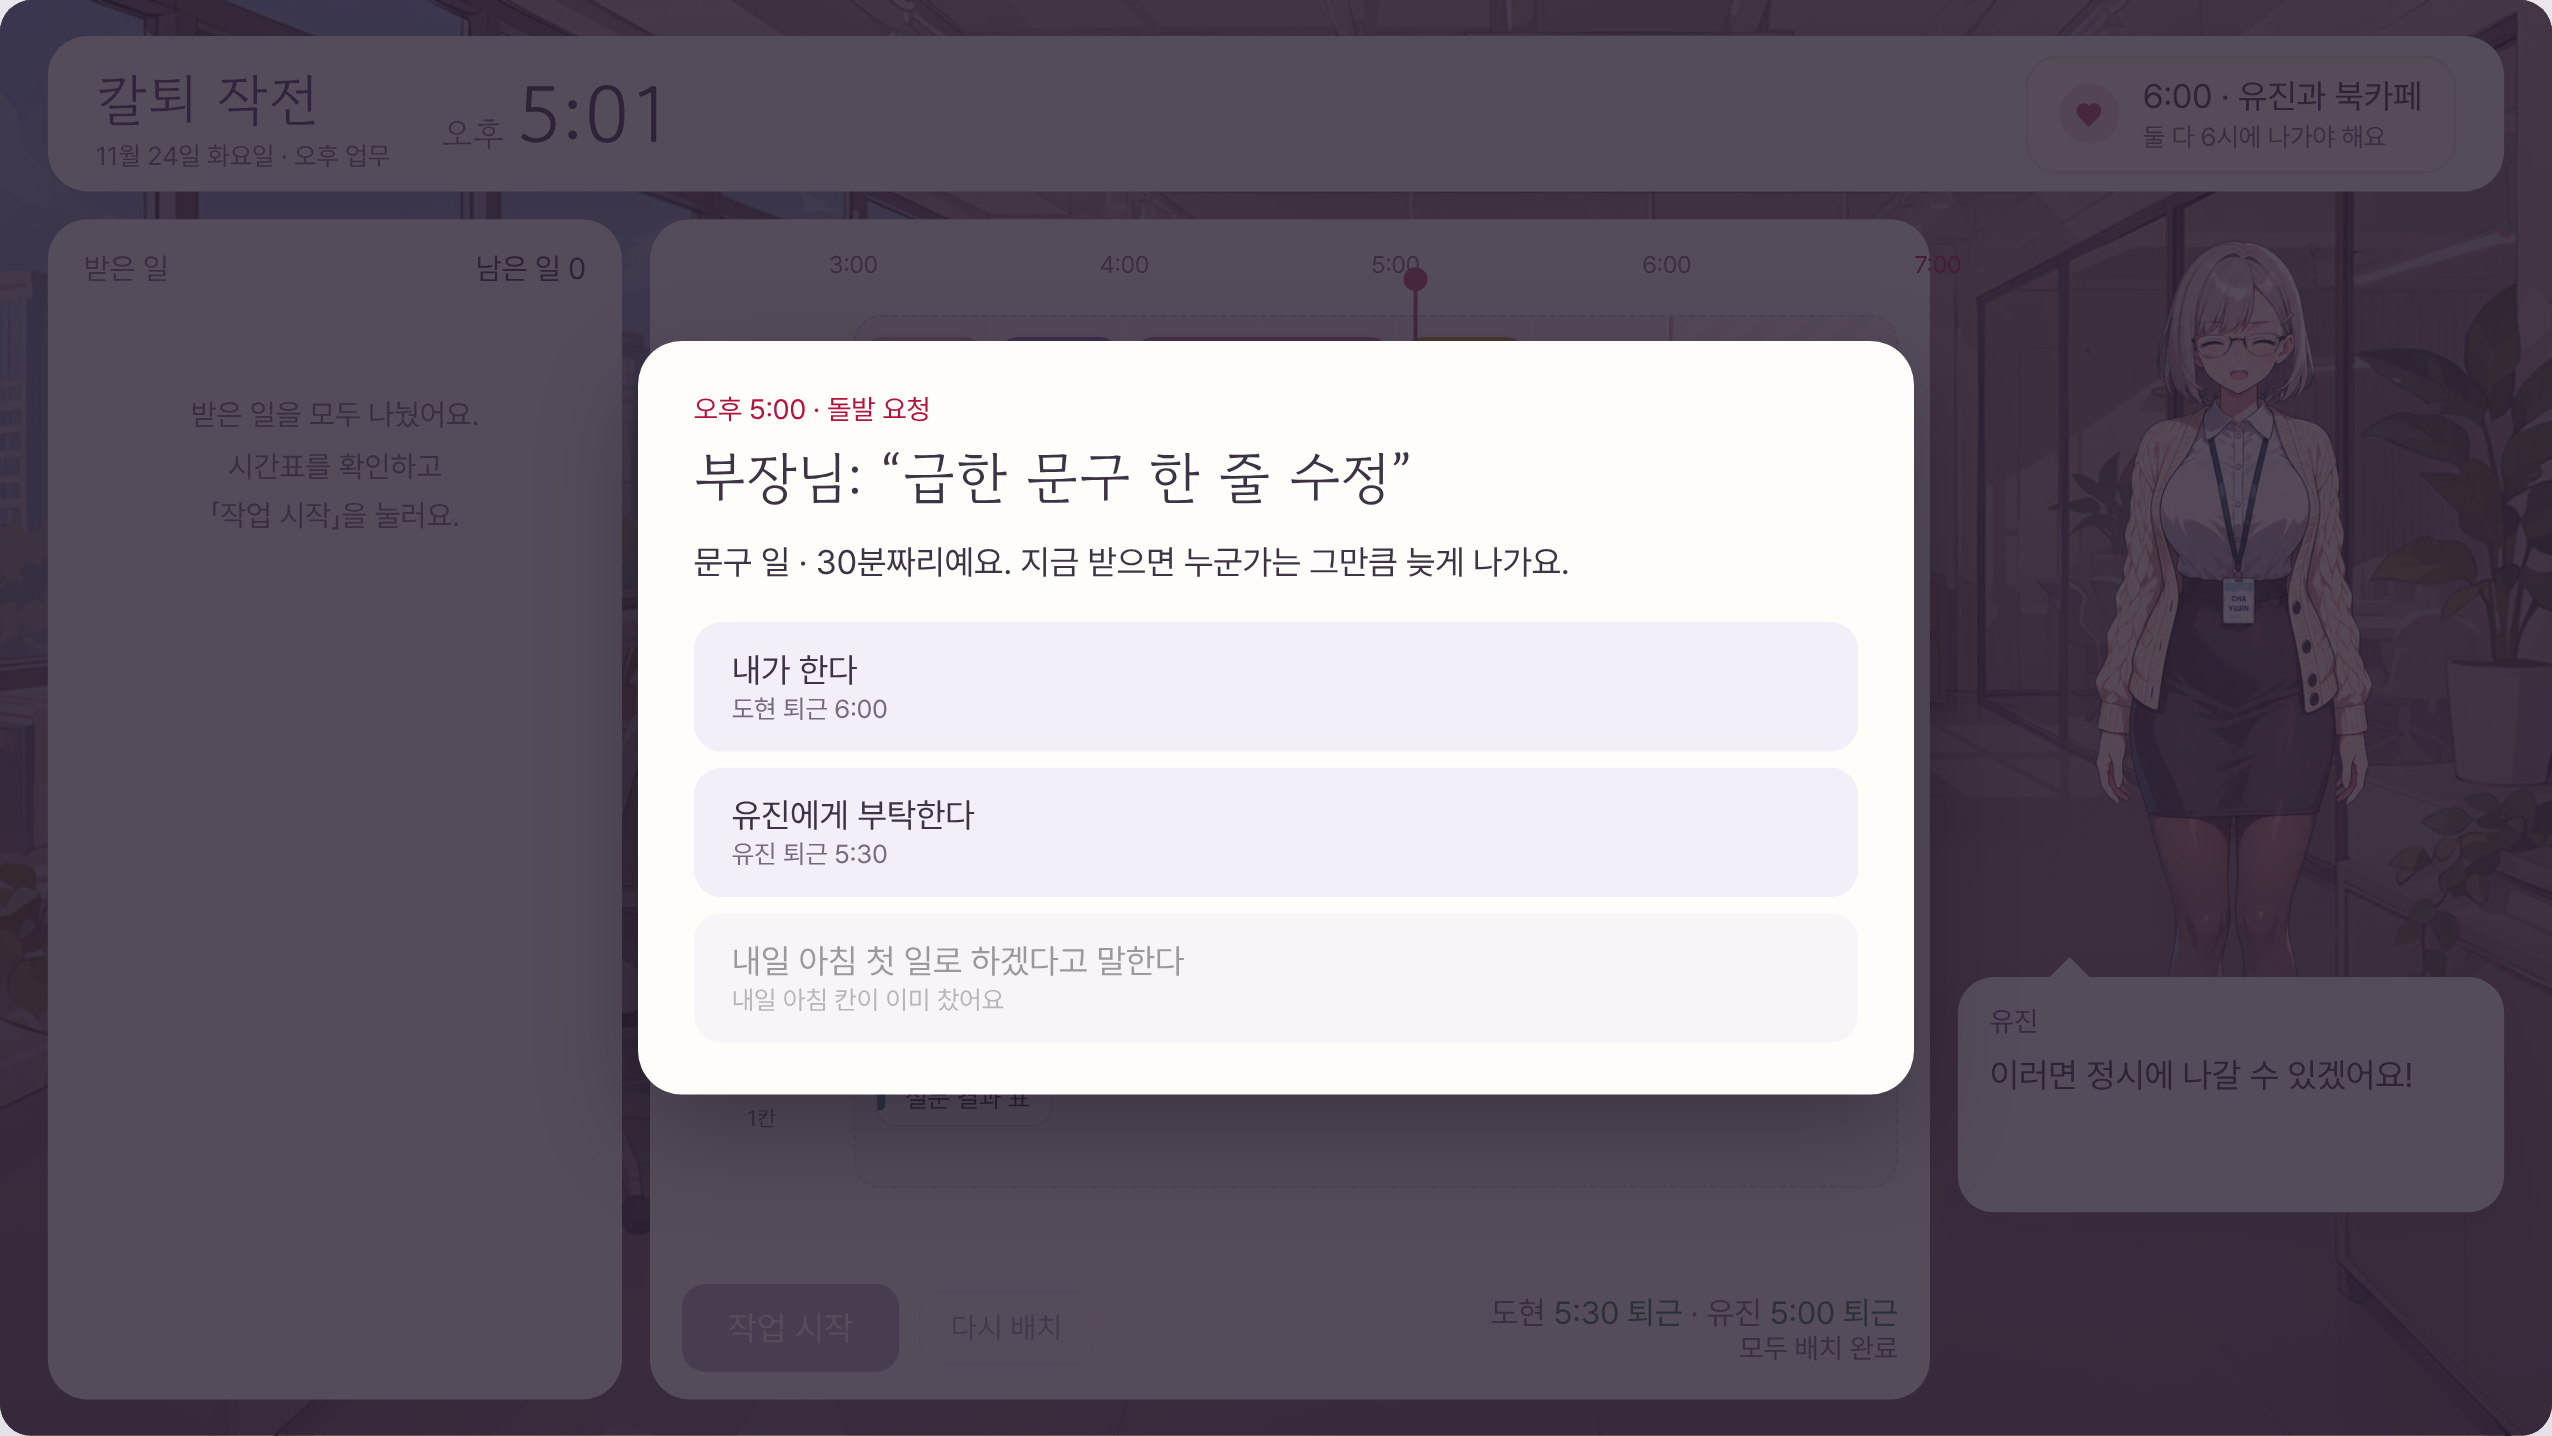 칼퇴 작전
오후 5:01
11월 24일 화요일 · 오후 업무
6:00 · 유진과 북카페
둘 다 6시에 나가야 해요
받은 일
남은 일 0
받은 일을 모두 나눴어요.
시간표를 확인하고
「작업 시작」을 눌러요.
3:00
4:00
5:00
6:00
7:00
오후 5:00 · 돌발 요청
부장님: “급한 문구 한 줄 수정”
문구 일 · 30분짜리예요. 지금 받으면 누군가는 그만큼 늦게 나가요.
내가 한다
도현 퇴근 6:00
유진에게 부탁한다
유진 퇴근 5:30
내일 아침 첫 일로 하겠다고 말한다
내일 아침 칸이 이미 찼어요
1칸
설문 결과 표
CHA
YUJIN
유진
이러면 정시에 나갈 수 있겠어요!
작업 시작
다시 배치
도현 5:30 퇴근 · 유진 5:00 퇴근
모두 배치 완료